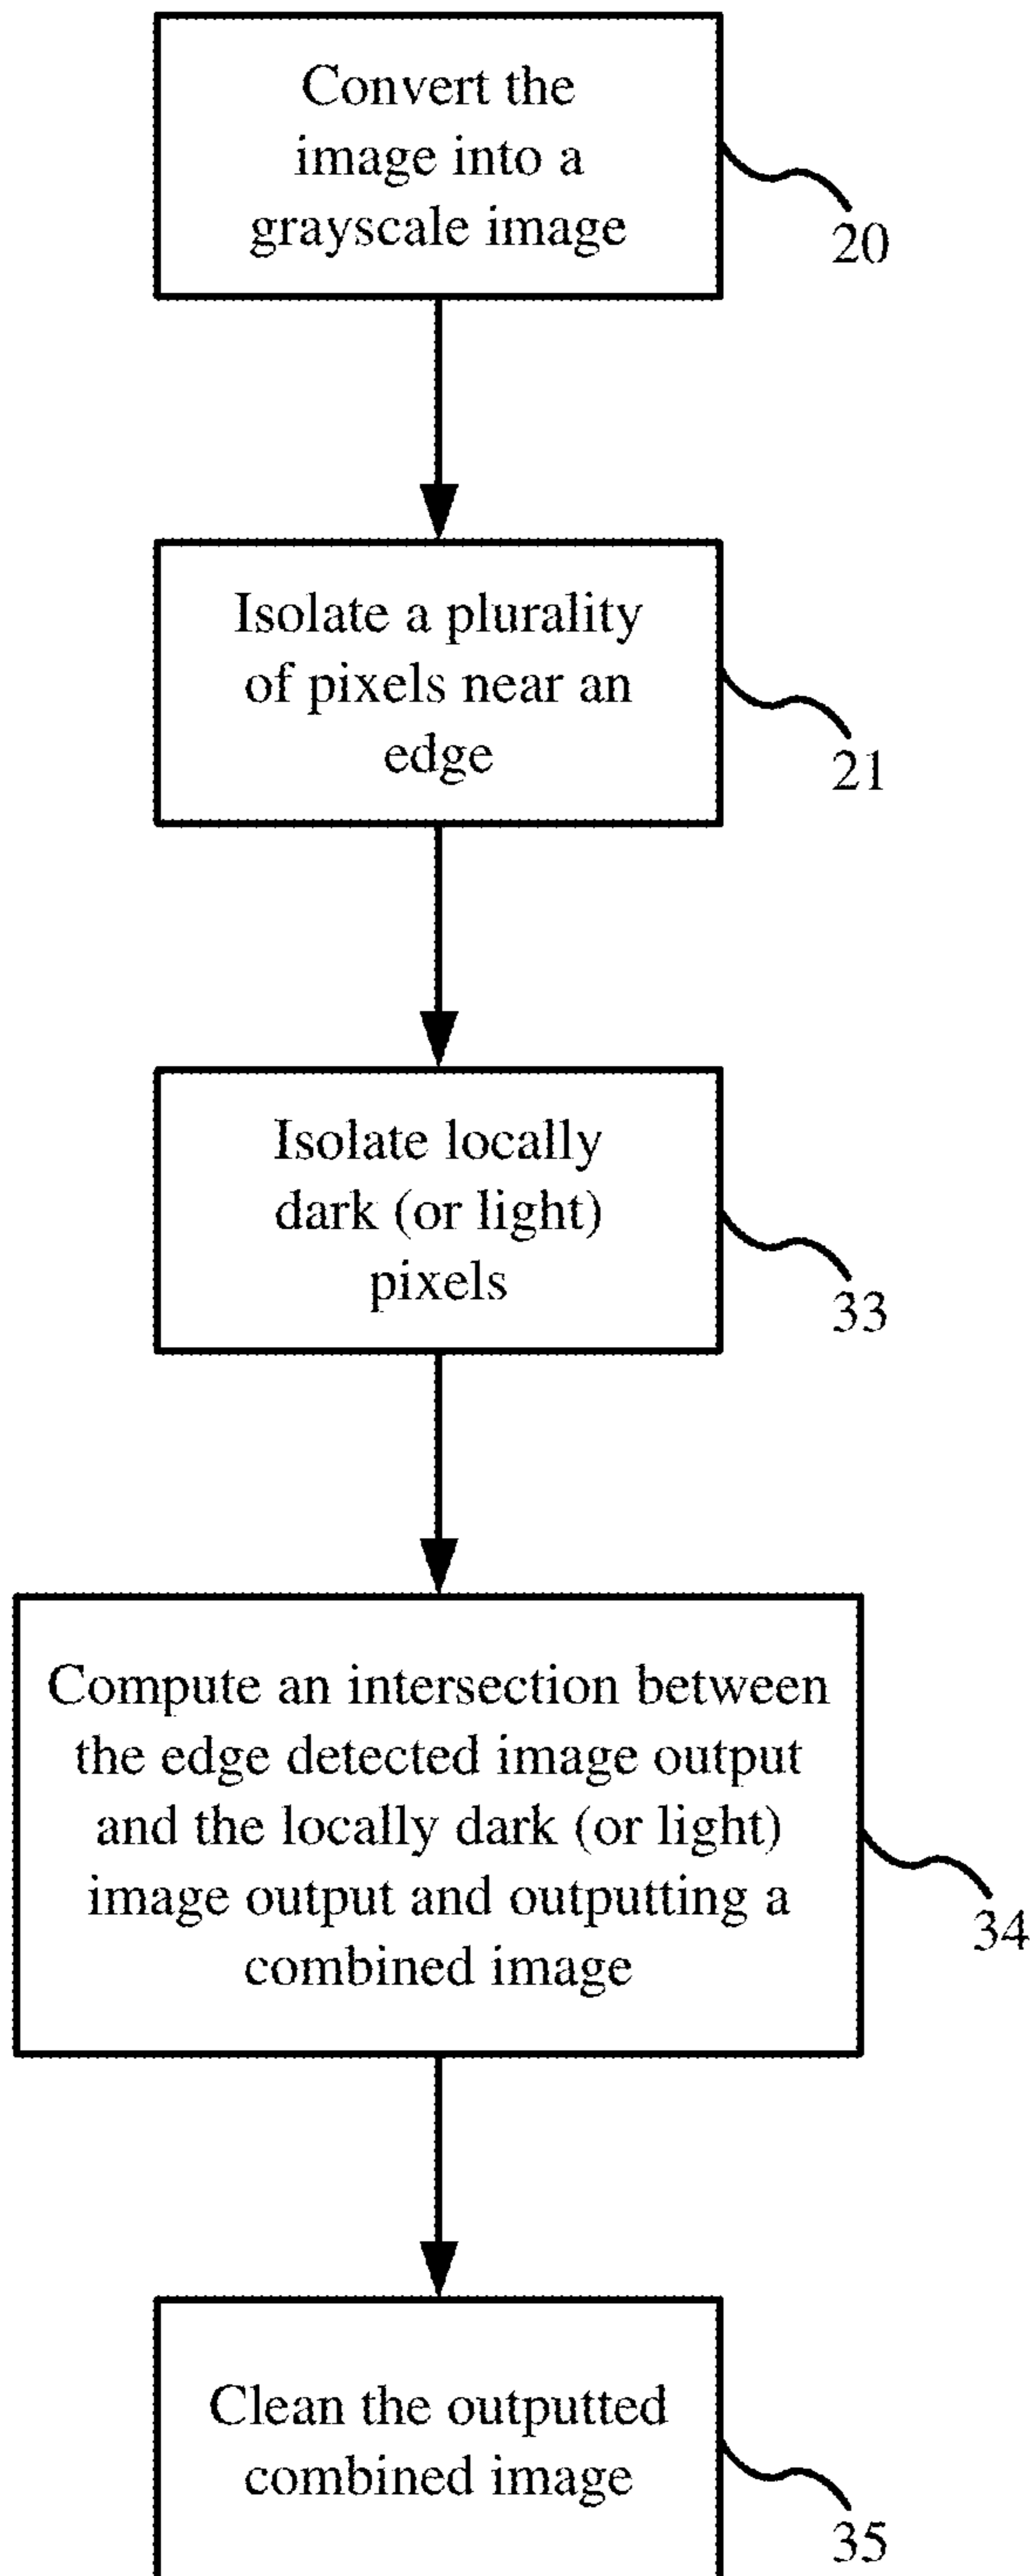 Convert the
image into a
grayscale image
20
Isolate a plurality
of pixels near an
edge
21
Isolate locally
dark (or light)
pixels
33
Compute an intersection between
the edge detected image output
and the locally dark (or light)
image output and outputting a
combined image
34
Clean the outputted
combined image
35